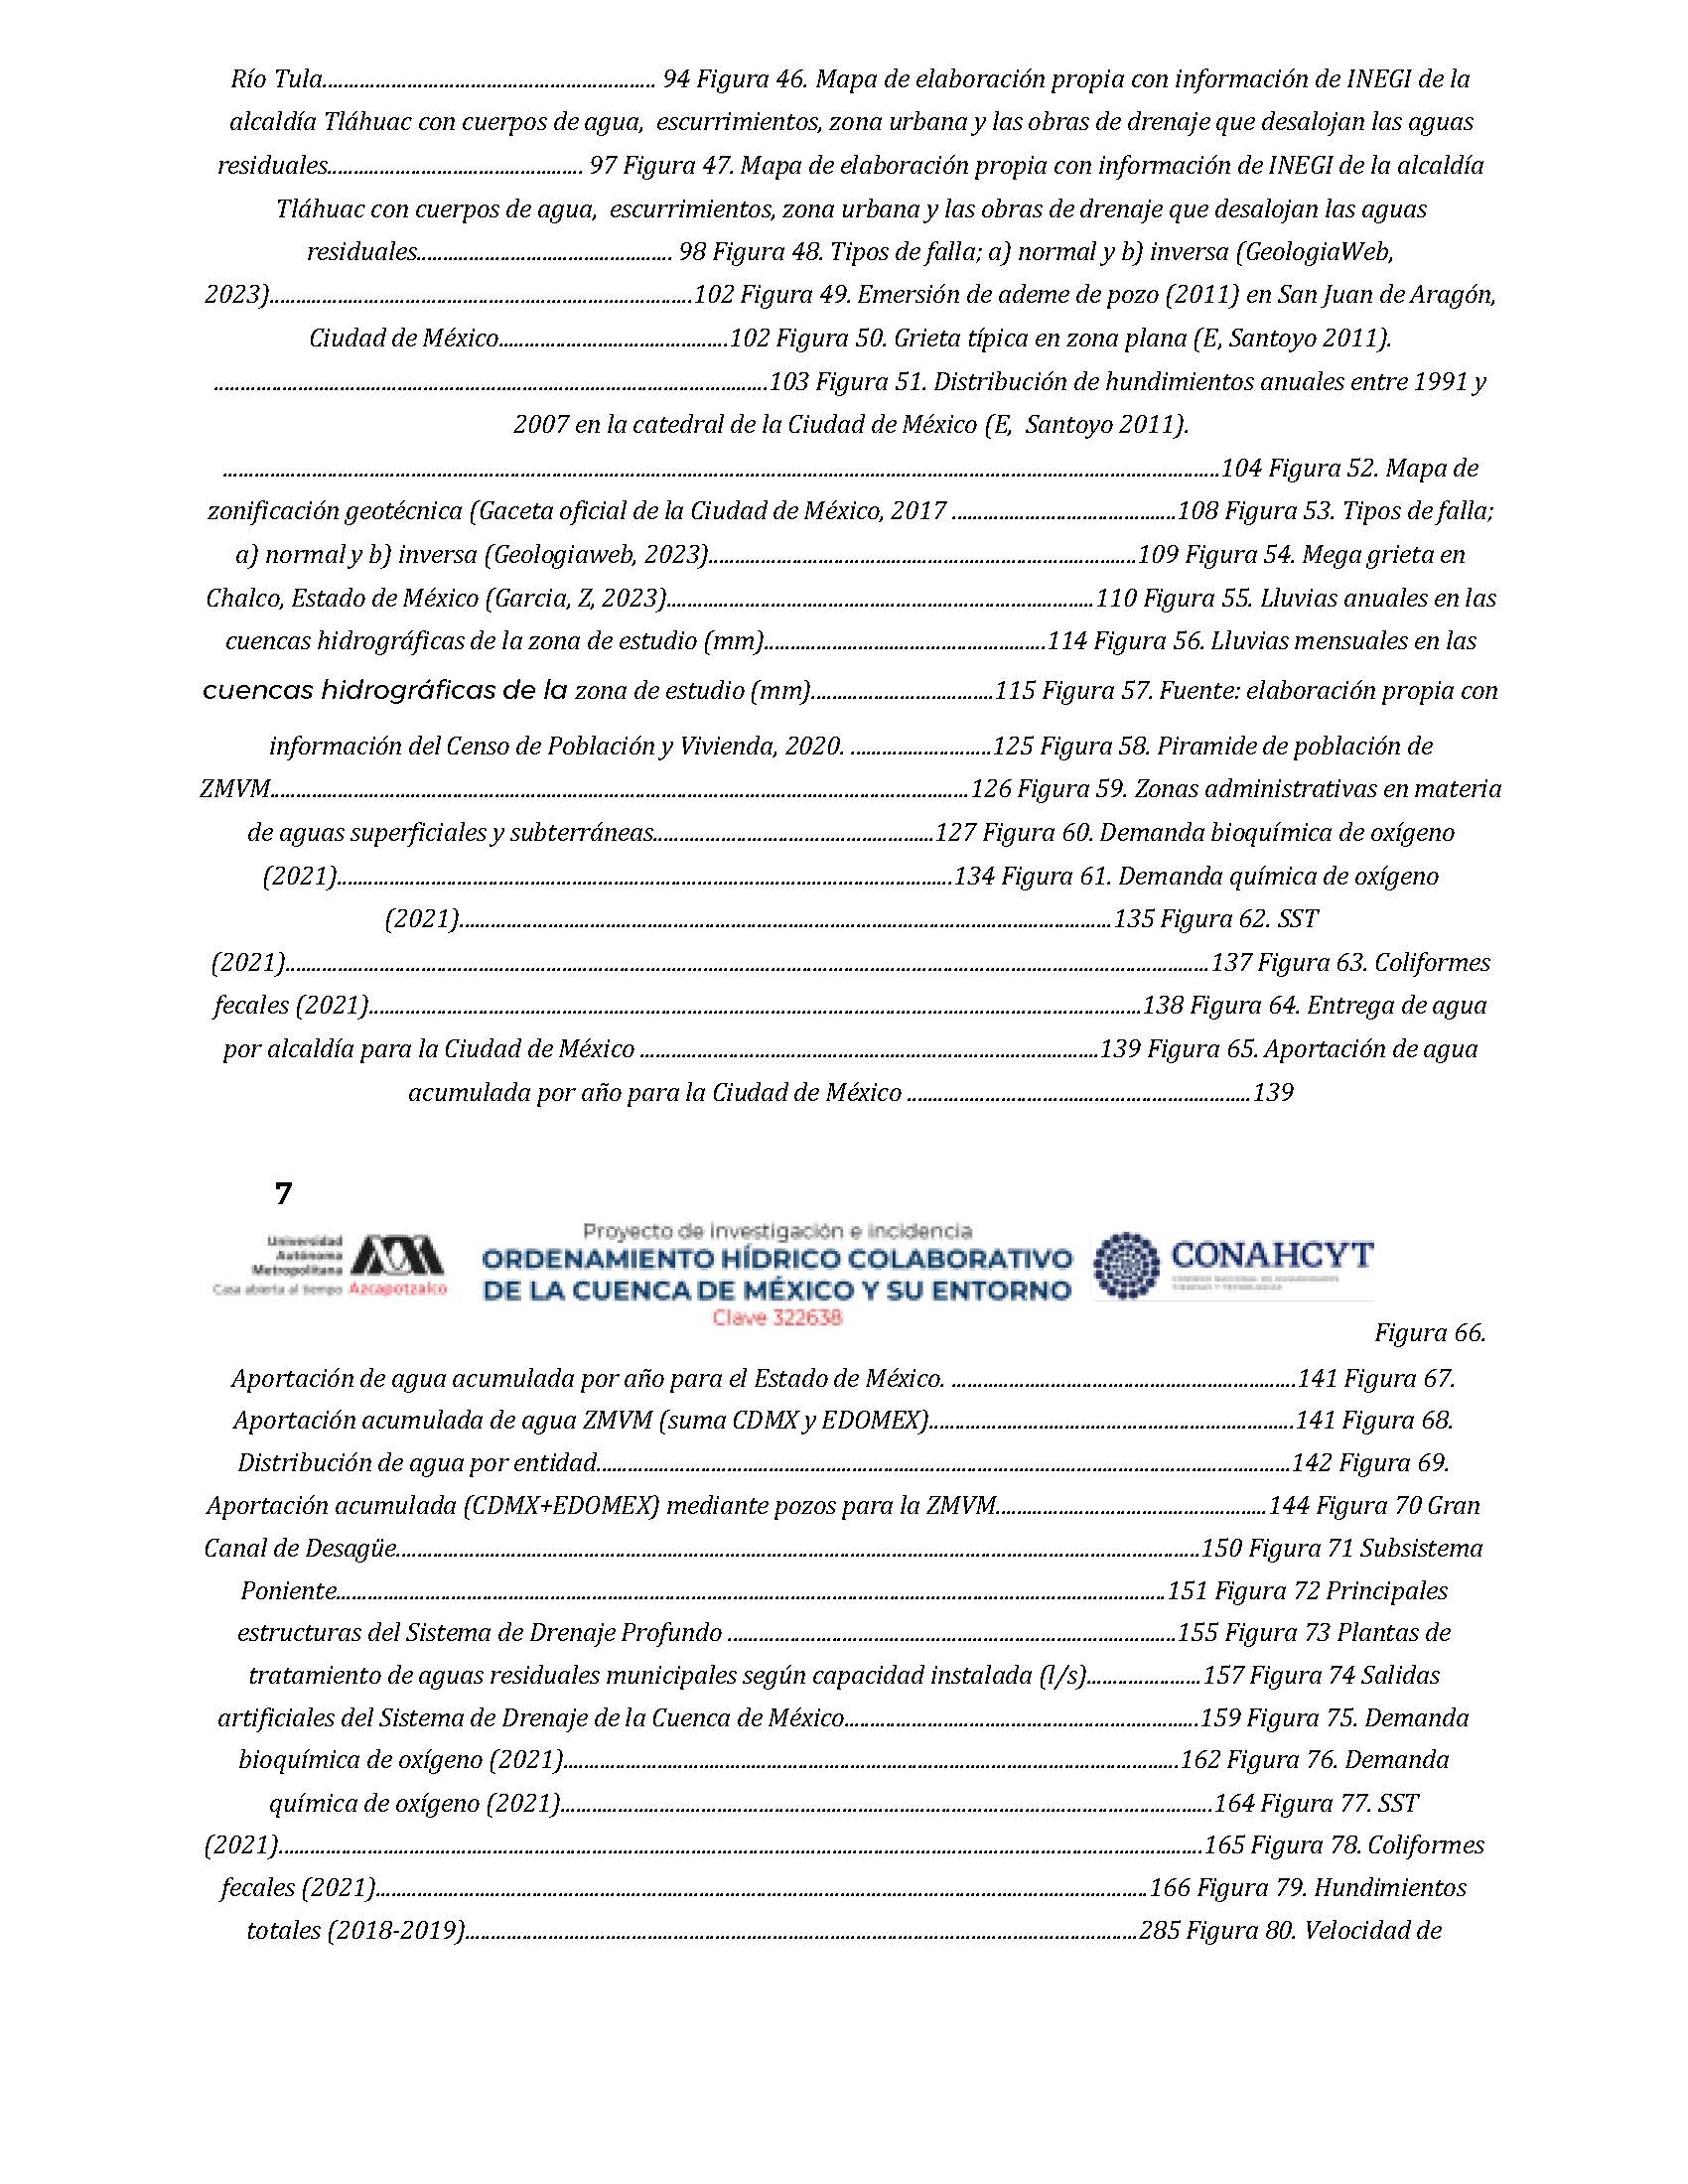 Río Tula................................................................ 94 Figura 46. Mapa de elaboración propia con información de INEGI de la
alcaldía Tláhuac con cuerpos de agua, escurrimientos, zona urbana y las obras de drenaje que desalojan las aguas
residuales................................................. 97 Figura 47. Mapa de elaboración propia con información de INEGI de la alcaldía
Tláhuac con cuerpos de agua, escurrimientos, zona urbana y las obras de drenaje que desalojan las aguas
residuales................................................. 98 Figura 48. Tipos de falla; a) normal y b) inversa (GeologiaWeb,
2023).................................................................................102 Figura 49. Emersión de ademe de pozo (2011) en San Juan de Aragón,
Ciudad de México............................................102 Figura 50. Grieta típica en zona plana (E, Santoyo 2011).
..........................................................................................................103 Figura 51. Distribución de hundimientos anuales entre 1991 y
2007 en la catedral de la Ciudad de México (E, Santoyo 2011).
...............................................................................................................................................................................................104 Figura 52. Mapa de
zonificación geotécnica (Gaceta oficial de la Ciudad de México, 2017 ...........................................108 Figura 53. Tipos de falla;
a) normal y b) inversa (Geologiaweb, 2023)..................................................................................109 Figura 54. Mega grieta en
Chalco, Estado de México (Garcia, Z, 2023)..................................................................................110 Figura 55. Lluvias anuales en las
cuencas hidrográficas de la zona de estudio (mm)......................................................114 Figura 56. Lluvias mensuales en las
cuencas hidrográficas de la zona de estudio (mm)...................................115 Figura 57. Fuente: elaboración propia con
información del Censo de Población y Vivienda, 2020. ...........................125 Figura 58. Piramide de población de
ZMVM......................................................................................................................................126 Figura 59. Zonas administrativas en materia
de aguas superficiales y subterráneas......................................................127 Figura 60. Demanda bioquímica de oxígeno
(2021)......................................................................................................................134 Figura 61. Demanda química de oxígeno
(2021).............................................................................................................................135 Figura 62. SST
(2021).................................................................................................................................................................................137 Figura 63. Coliformes
fecales (2021)....................................................................................................................................................138 Figura 64. Entrega de agua
por alcaldía para la Ciudad de México ........................................................................................139 Figura 65. Aportación de agua
acumulada por año para la Ciudad de México ..................................................................139
7
Universidad
Autónoma
Metropolitana
Casa abierta al tiempo Azcapotzalco
Proyecto de investigación e incidencia
ORDENAMIENTO HÍDRICO COLABORATIVO
DE LA CUENCA DE MÉXICO Y SU ENTORNO
Clave 322638
CONAHCYT
Figura 66.
Aportación de agua acumulada por año para el Estado de México. ..................................................................141 Figura 67.
Aportación acumulada de agua ZMVM (suma CDMX y EDOMEX)......................................................................141 Figura 68.
Distribución de agua por entidad.....................................................................................................................................142 Figura 69.
Aportación acumulada (CDMX+EDOMEX) mediante pozos para la ZMVM....................................................144 Figura 70 Gran
Canal de Desagüe..........................................................................................................................................................150 Figura 71 Subsistema
Poniente...............................................................................................................................................................151 Figura 72 Principales
estructuras del Sistema de Drenaje Profundo ......................................................................................155 Figura 73 Plantas de
tratamiento de aguas residuales municipales según capacidad instalada (l/s)......................157 Figura 74 Salidas
artificiales del Sistema de Drenaje de la Cuenca de México....................................................................159 Figura 75. Demanda
bioquímica de oxígeno (2021)......................................................................................................................162 Figura 76. Demanda
química de oxígeno (2021).............................................................................................................................164 Figura 77. SST
(2021).................................................................................................................................................................................165 Figura 78. Coliformes
fecales (2021)....................................................................................................................................................166 Figura 79. Hundimientos
totales (2018-2019).................................................................................................................................285 Figura 80. Velocidad de